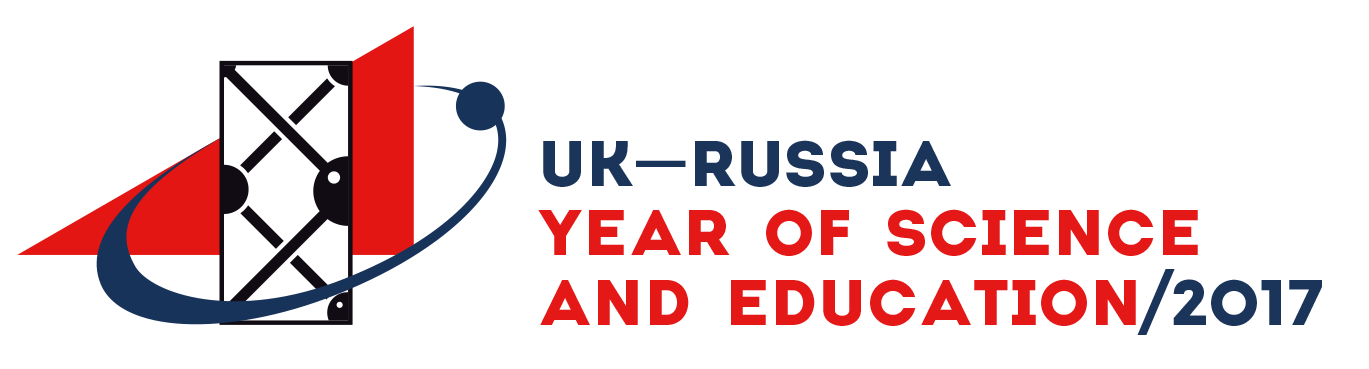 UK—RUSSIA
YEAR OF SCIENCE
AND EDUCATION/2017